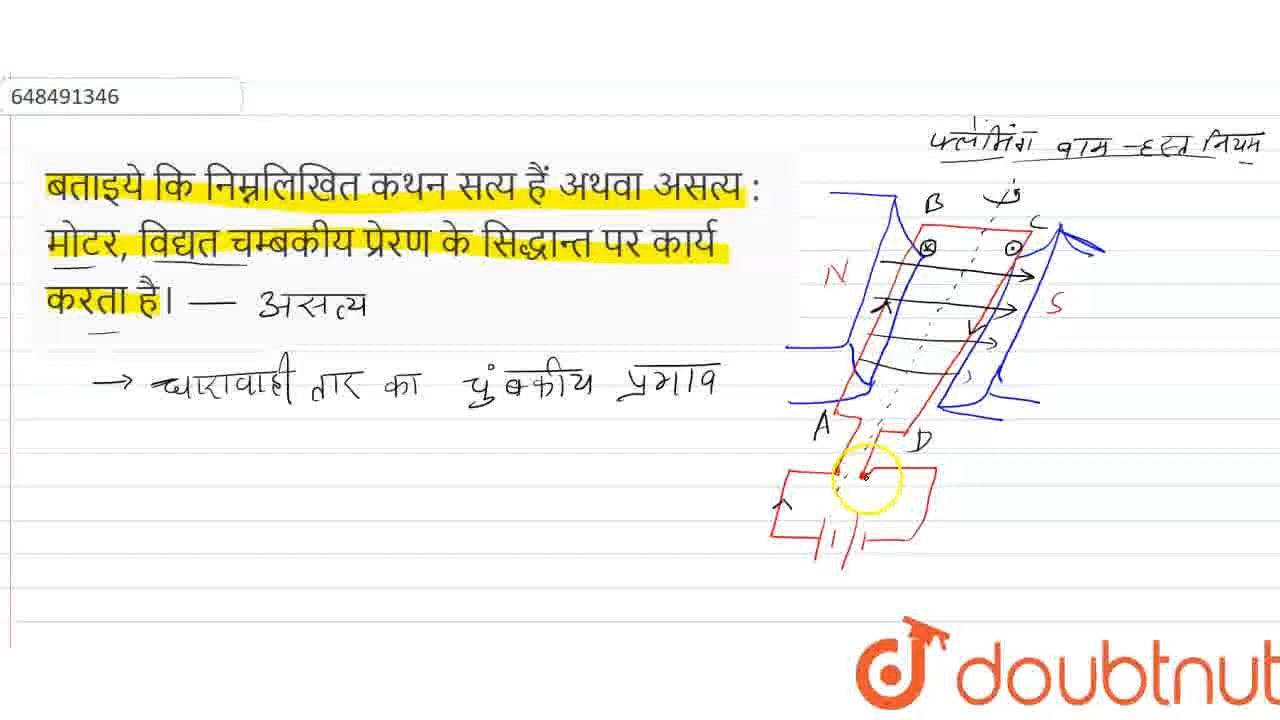 648491346
बताइये कि निम्नलिखित कथन सत्य हैं अथवा असत्य :
मोटर, विद्यत चम्बकीय प्रेरण के सिद्धान्त पर कार्य
करता है। — असत्य
→ धारावाही तार का चुंबकीय प्रभाव
फ्लेमिंग वाम-हस्त नियम
B
C
N
S
A
D
doubtnut